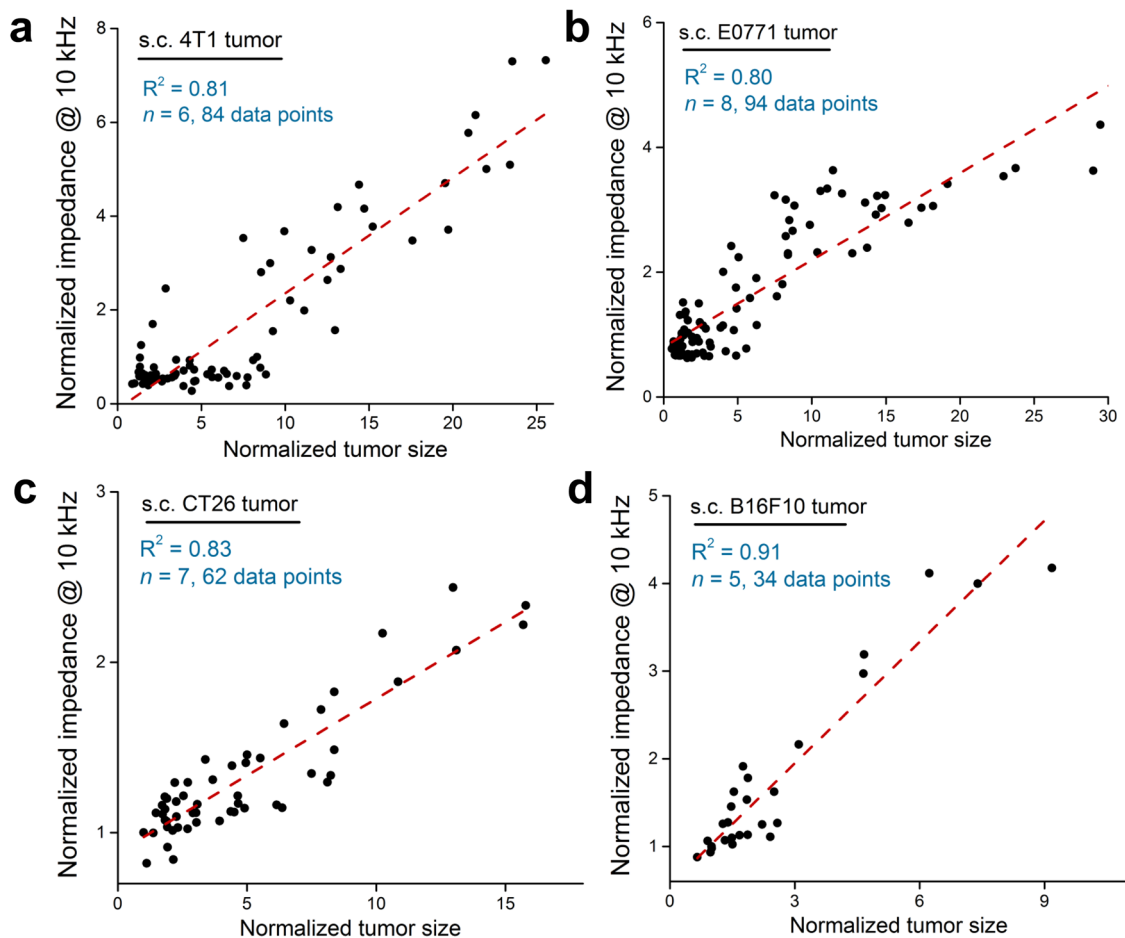 a
s.c. 4T1 tumor
R² = 0.81
n = 6, 84 data points
Normalized impedance @ 10 kHz
8
6
4
2
0
0 5 10 15 20 25
Normalized tumor size
b
s.c. E0771 tumor
R² = 0.80
n = 8, 94 data points
Normalized impedance @ 10 kHz
6
4
2
0
0 5 10 15 20 25 30
Normalized tumor size
c
s.c. CT26 tumor
R² = 0.83
n = 7, 62 data points
Normalized impedance @ 10 kHz
3
2
1
0 5 10 15
Normalized tumor size
d
s.c. B16F10 tumor
R² = 0.91
n = 5, 34 data points
Normalized impedance @ 10 kHz
5
4
3
2
1
0 3 6 9
Normalized tumor size